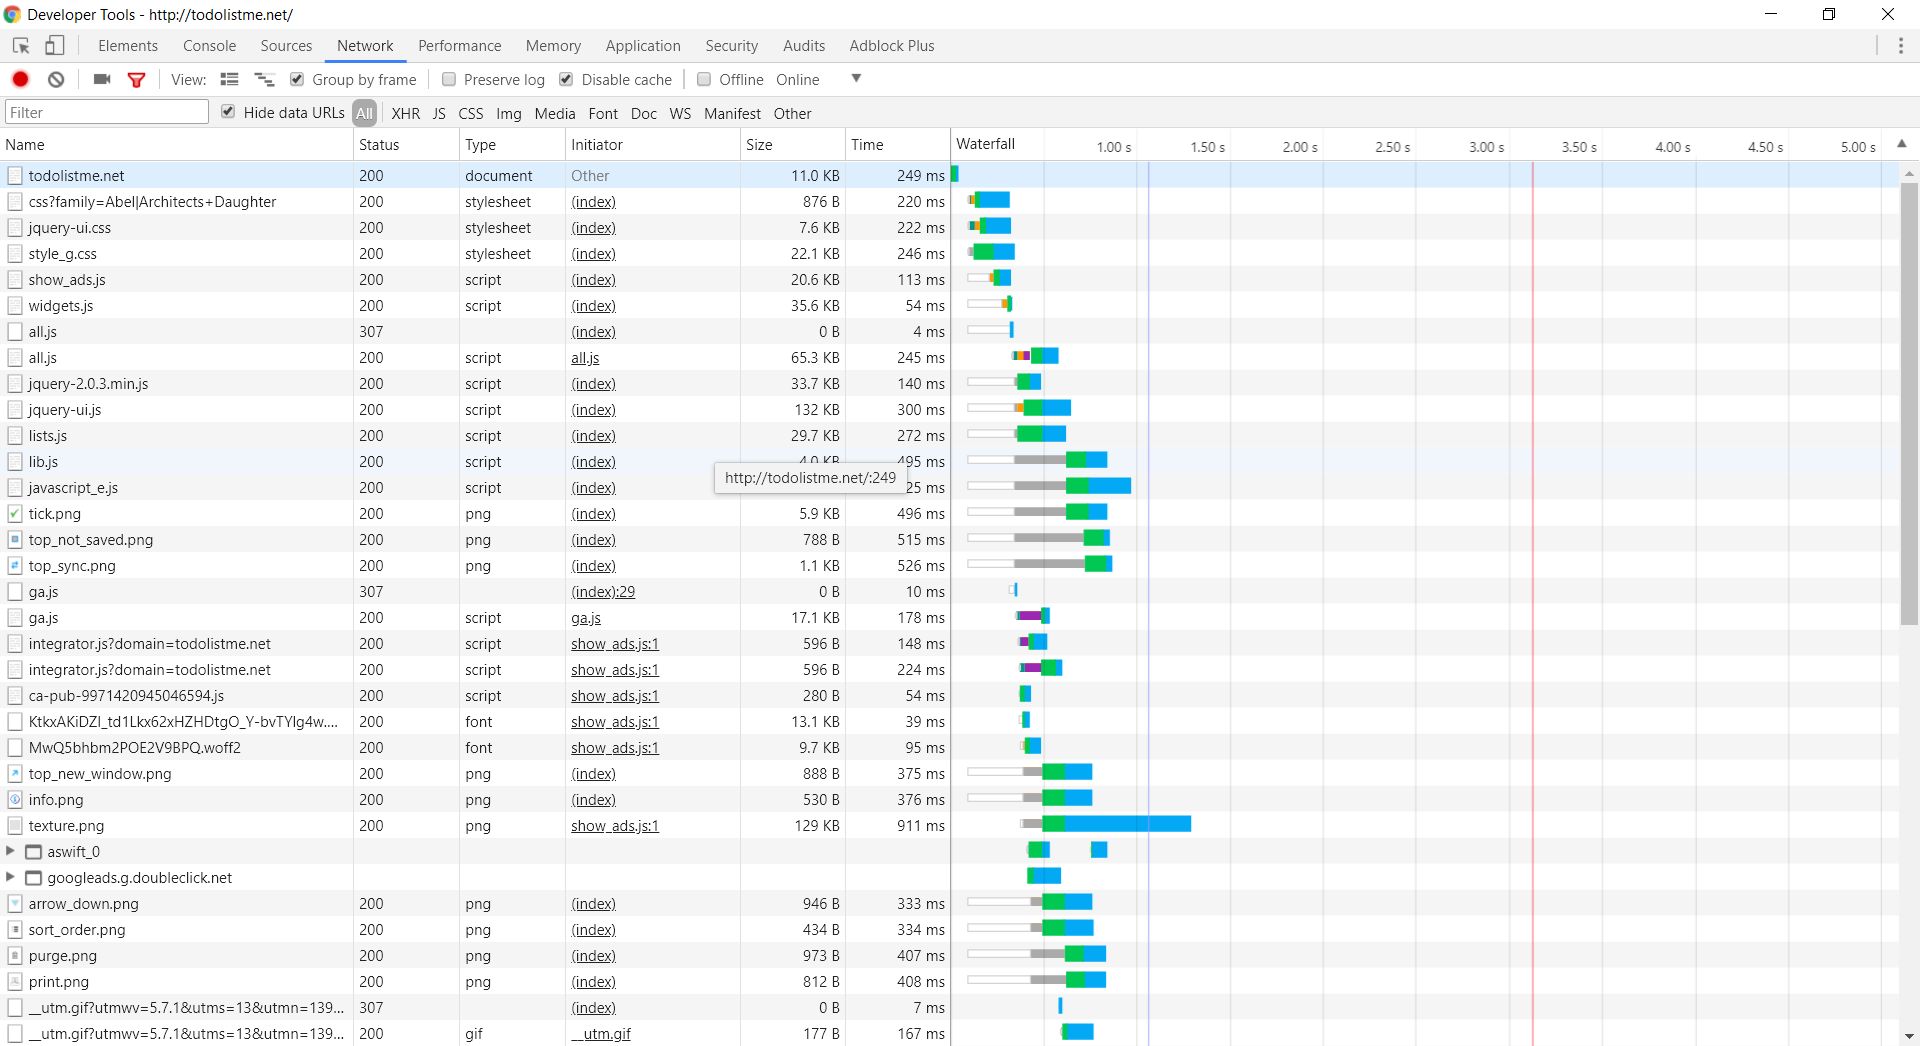 Developer Tools - http://todolistme.net/
Elements Console Sources Network Performance Memory Application Security Audits Adblock Plus
View: Group by frame Preserve log Disable cache Offline Online
Filter Hide data URLs All XHR JS CSS Img Media Font Doc WS Manifest Other
Name Status Type Initiator Size Time Waterfall 1.00 s 1.50 s 2.00 s 2.50 s 3.00 s 3.50 s 4.00 s 4.50 s 5.00 s
todolistme.net 200 document Other 11.0 KB 249 ms
css?family=Abel|Architects+Daughter 200 stylesheet (index) 876 B 220 ms
jquery-ui.css 200 stylesheet (index) 7.6 KB 222 ms
style_g.css 200 stylesheet (index) 22.1 KB 246 ms
show_ads.js 200 script (index) 20.6 KB 113 ms
widgets.js 200 script (index) 35.6 KB 54 ms
all.js 307 (index) 0 B 4 ms
all.js 200 script all.js 65.3 KB 245 ms
jquery-2.0.3.min.js 200 script (index) 33.7 KB 140 ms
jquery-ui.js 200 script (index) 132 KB 300 ms
lists.js 200 script (index) 29.7 KB 272 ms
lib.js 200 script (index) 4.0 KB 495 ms
http://todolistme.net/:249
javascript_e.js 200 script (index) 25 ms
tick.png 200 png (index) 5.9 KB 496 ms
top_not_saved.png 200 png (index) 788 B 515 ms
top_sync.png 200 png (index) 1.1 KB 526 ms
ga.js 307 (index):29 0 B 10 ms
ga.js 200 script ga.js 17.1 KB 178 ms
integrator.js?domain=todolistme.net 200 script show_ads.js:1 596 B 148 ms
integrator.js?domain=todolistme.net 200 script show_ads.js:1 596 B 224 ms
ca-pub-9971420945046594.js 200 script show_ads.js:1 280 B 54 ms
KtkxAKiDZI_td1Lkx62xHZHDtgO_Y-bvTYlg4w.... 200 font show_ads.js:1 13.1 KB 39 ms
MwQ5bhbm2POE2V9BPQ.woff2 200 font show_ads.js:1 9.7 KB 95 ms
top_new_window.png 200 png (index) 888 B 375 ms
info.png 200 png (index) 530 B 376 ms
texture.png 200 png show_ads.js:1 129 KB 911 ms
aswift_0
googleads.g.doubleclick.net
arrow_down.png 200 png (index) 946 B 333 ms
sort_order.png 200 png (index) 434 B 334 ms
purge.png 200 png (index) 973 B 407 ms
print.png 200 png (index) 812 B 408 ms
__utm.gif?utmwv=5.7.1&utms=13&utmn=139... 307 (index) 0 B 7 ms
__utm.gif?utmwv=5.7.1&utms=13&utmn=139... 200 gif __utm.gif 177 B 167 ms